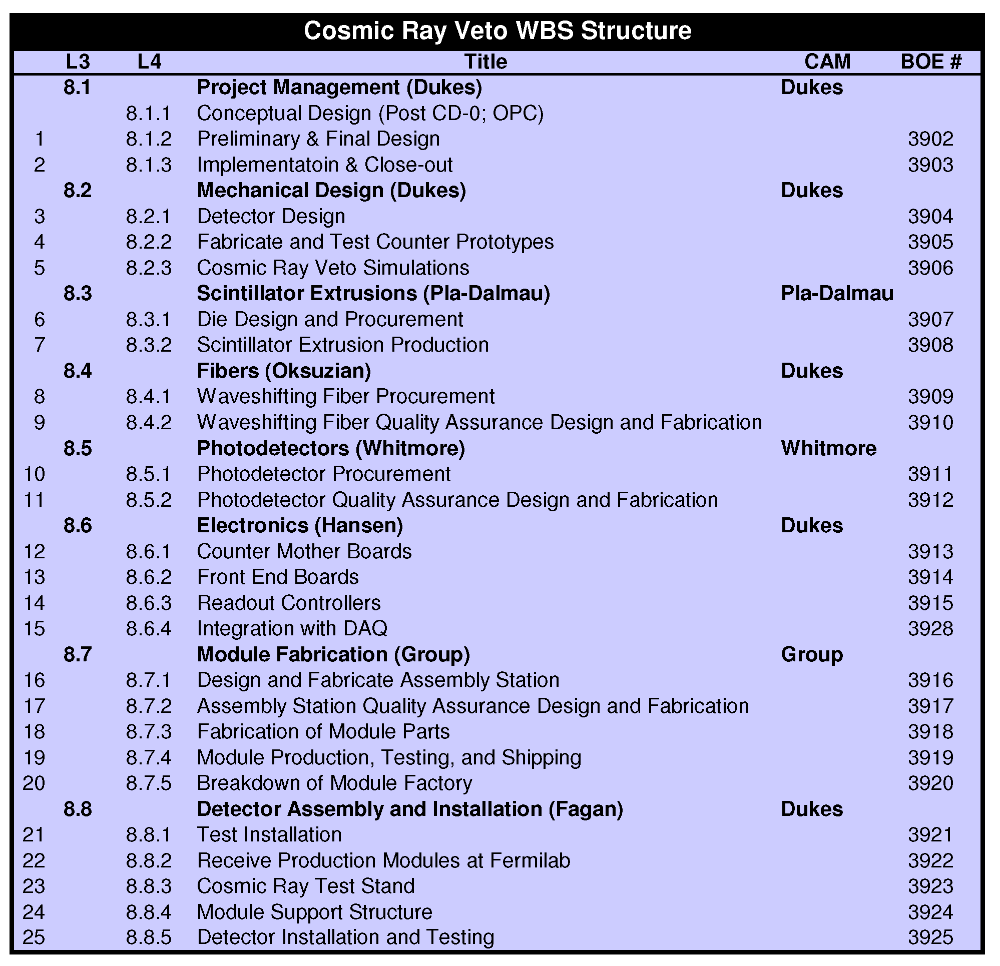 Cosmic Ray Veto WBS Structure
L3 L4 Title CAM BOE #
8.1 Project Management (Dukes) Dukes
8.1.1 Conceptual Design (Post CD-0; OPC)
1 8.1.2 Preliminary & Final Design 3902
2 8.1.3 Implementatoin & Close-out 3903
8.2 Mechanical Design (Dukes) Dukes
3 8.2.1 Detector Design 3904
4 8.2.2 Fabricate and Test Counter Prototypes 3905
5 8.2.3 Cosmic Ray Veto Simulations 3906
8.3 Scintillator Extrusions (Pla-Dalmau) Pla-Dalmau
6 8.3.1 Die Design and Procurement 3907
7 8.3.2 Scintillator Extrusion Production 3908
8.4 Fibers (Oksuzian) Dukes
8 8.4.1 Waveshifting Fiber Procurement 3909
9 8.4.2 Waveshifting Fiber Quality Assurance Design and Fabrication 3910
8.5 Photodetectors (Whitmore) Whitmore
10 8.5.1 Photodetector Procurement 3911
11 8.5.2 Photodetector Quality Assurance Design and Fabrication 3912
8.6 Electronics (Hansen) Dukes
12 8.6.1 Counter Mother Boards 3913
13 8.6.2 Front End Boards 3914
14 8.6.3 Readout Controllers 3915
15 8.6.4 Integration with DAQ 3928
8.7 Module Fabrication (Group) Group
16 8.7.1 Design and Fabricate Assembly Station 3916
17 8.7.2 Assembly Station Quality Assurance Design and Fabrication 3917
18 8.7.3 Fabrication of Module Parts 3918
19 8.7.4 Module Production, Testing, and Shipping 3919
20 8.7.5 Breakdown of Module Factory 3920
8.8 Detector Assembly and Installation (Fagan) Dukes
21 8.8.1 Test Installation 3921
22 8.8.2 Receive Production Modules at Fermilab 3922
23 8.8.3 Cosmic Ray Test Stand 3923
24 8.8.4 Module Support Structure 3924
25 8.8.5 Detector Installation and Testing 3925